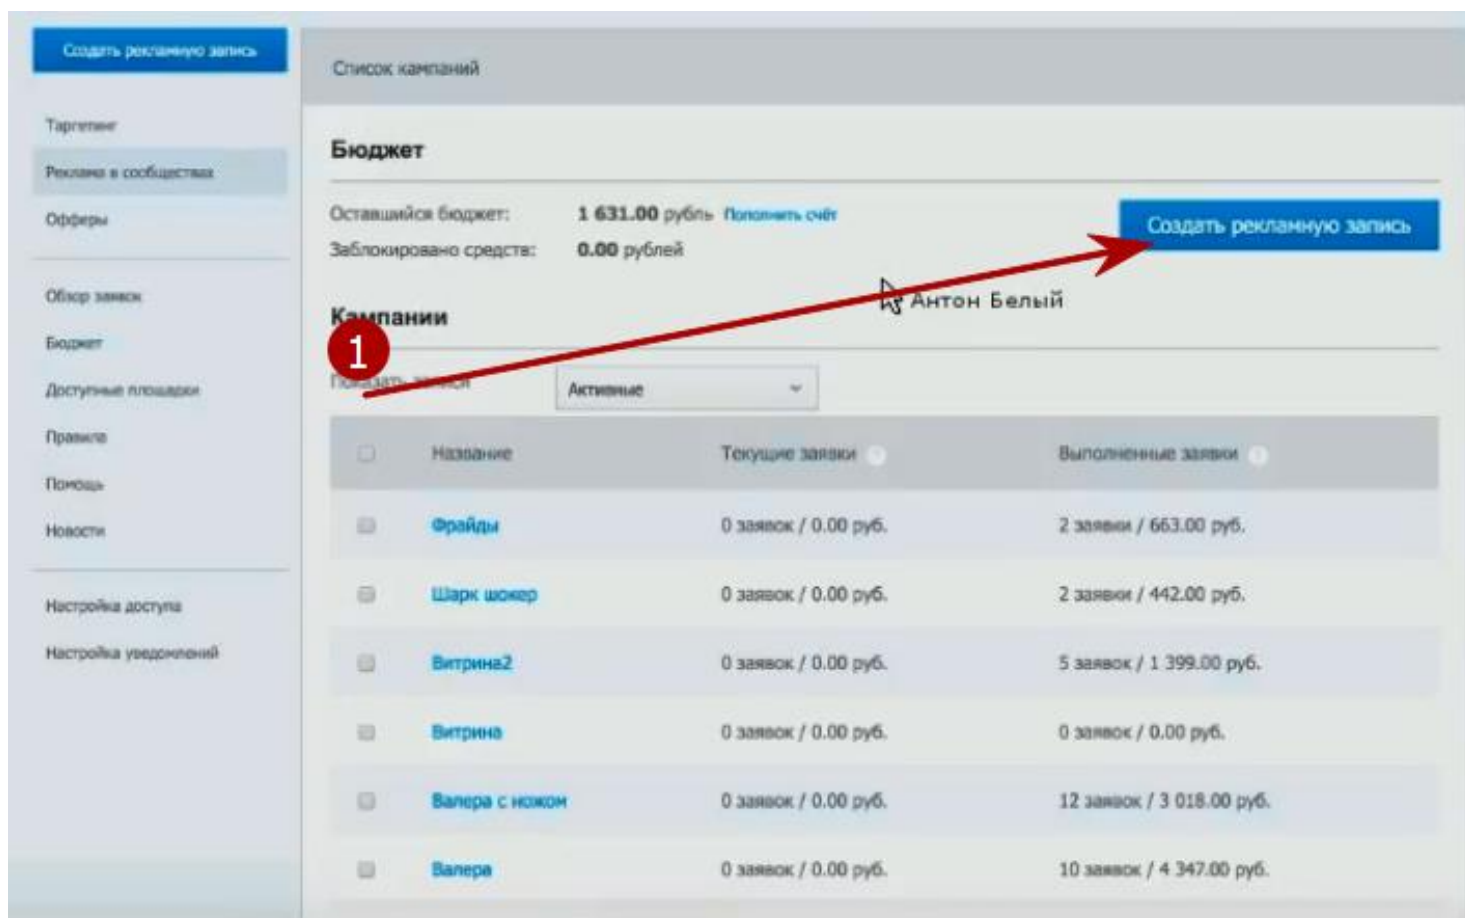 Создать рекламную запись
Таргетинг
Реклама в сообществах
Офферы
Обзор заявок
Бюджет
Доступные площадки
Правила
Помощь
Новости
Настройка доступа
Настройка уведомлений
Список кампаний
Бюджет
Оставшийся бюджет: 1 631.00 рубль Пополнить счёт
Заблокировано средств: 0.00 рублей
Создать рекламную запись
Антон Белый
Кампании
1
Показать записи Активные
Название Текущие заявки ? Выполненные заявки ?
Фрайды 0 заявок / 0.00 руб. 2 заявки / 663.00 руб.
Шарк шокер 0 заявок / 0.00 руб. 2 заявки / 442.00 руб.
Витрина2 0 заявок / 0.00 руб. 5 заявок / 1 399.00 руб.
Витрина 0 заявок / 0.00 руб. 0 заявок / 0.00 руб.
Валера с ножом 0 заявок / 0.00 руб. 12 заявок / 3 018.00 руб.
Валера 0 заявок / 0.00 руб. 10 заявок / 4 347.00 руб.